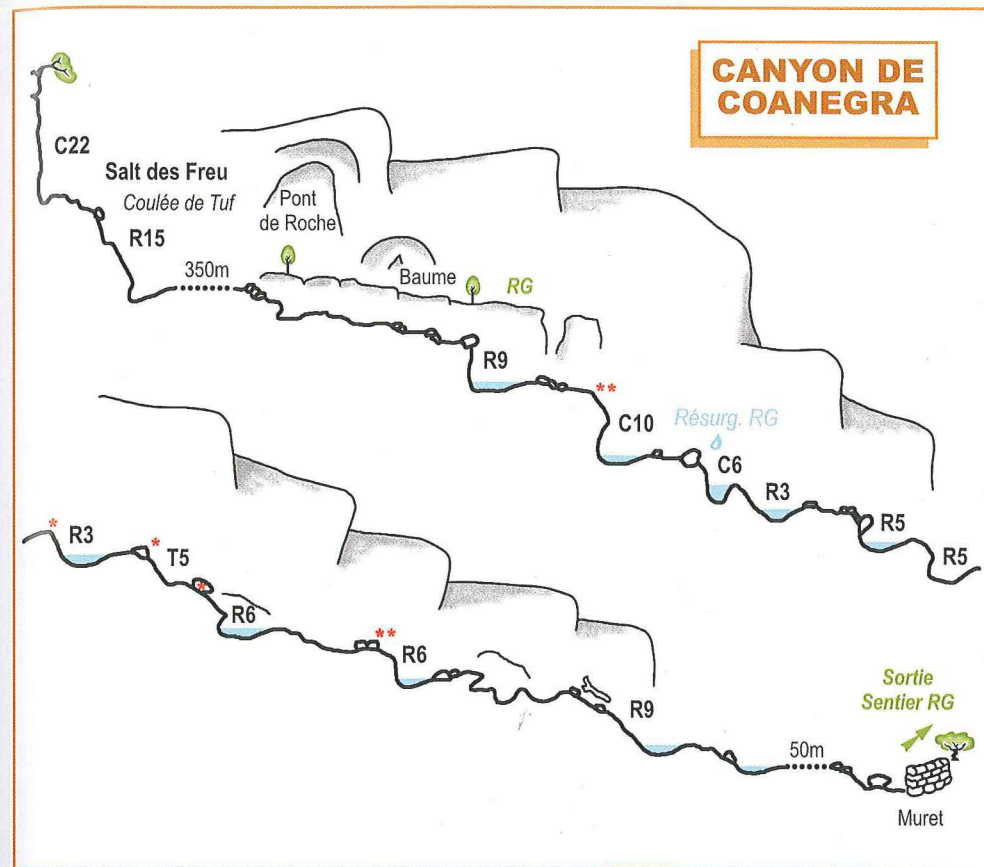 CANYON DE
COANEGRA
C22
Salt des Freu
Coulée de Tuf
R15
350m
Pont
de Roche
Baume
RG
R9
**
C10
Résurg. RG
C6
R3
R5
R5
*
R3
*
T5
*
R6
**
R6
R9
50m
Sortie
Sentier RG
Muret